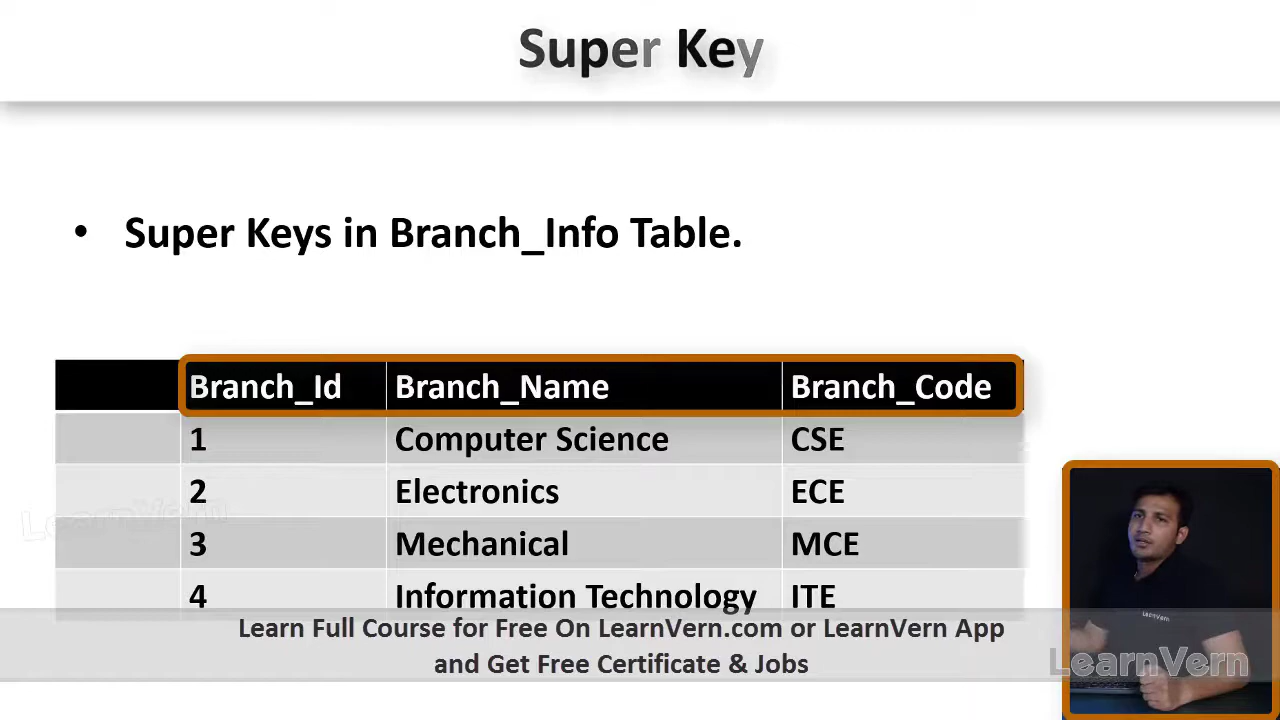 Super Key
• Super Keys in Branch_Info Table.
Branch_Id Branch_Name Branch_Code
1 Computer Science CSE
2 Electronics ECE
3 Mechanical MCE
4 Information Technology ITE
LearnVern
Learn Full Course for Free On LearnVern.com or LearnVern App
and Get Free Certificate & Jobs
LearnVern
LearnVern